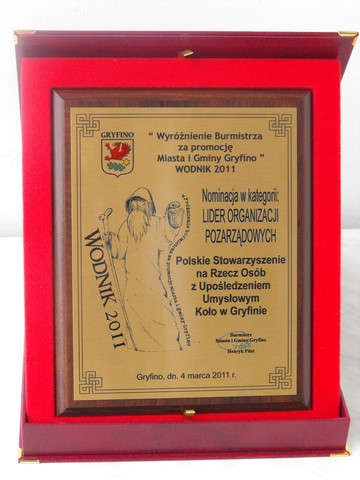 GRYFINO
" Wyróżnienie Burmistrza
za promocję
Miasta i Gminy Gryfino "
WODNIK 2011
Nominacja w kategorii:
LIDER ORGANIZACJI
POZARZĄDOWYCH
Polskie Stowarzyszenie
na Rzecz Osób
z Upośledzeniem
Umysłowym
Koło w Gryfinie
WODNIK 2011
Burmistrz
Miasta i Gminy Gryfino
Henryk Piłat
Gryfino, dn. 4 marca 2011 r.